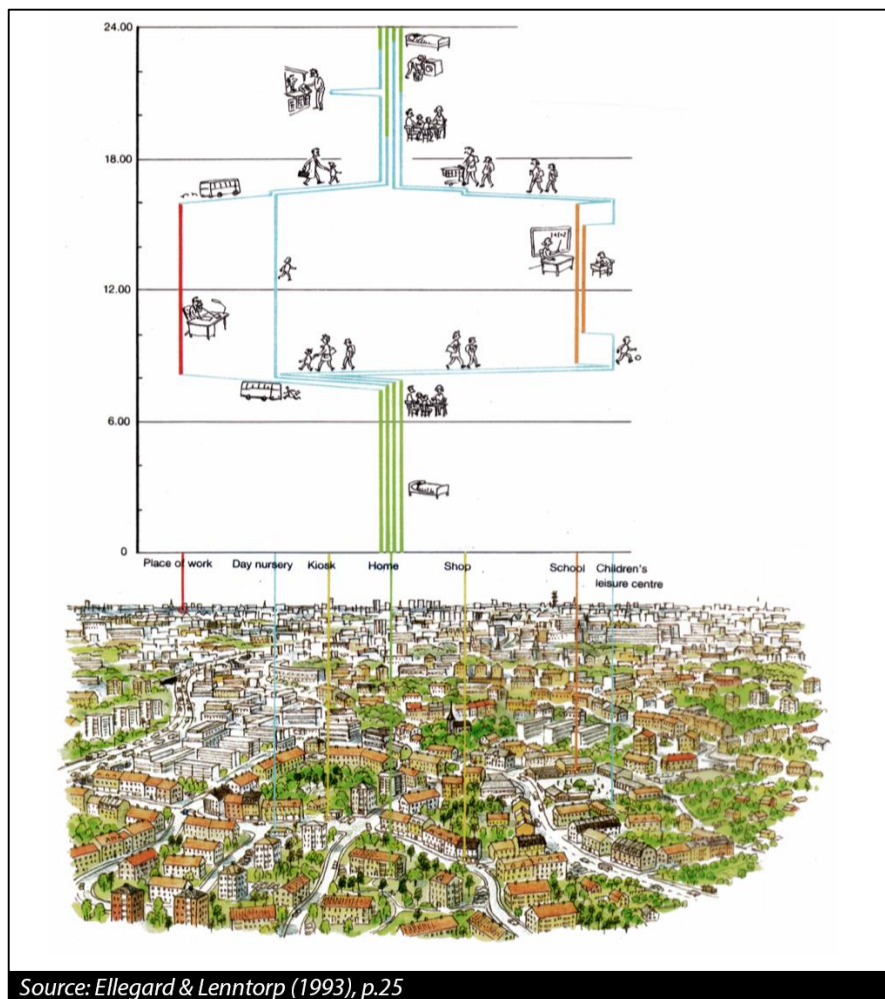 24.00
18.00
12.00
6.00
0
Place of work Day nursery Kiosk Home Shop School Children's
leisure centre
Source: Ellegard & Lenntorp (1993), p.25